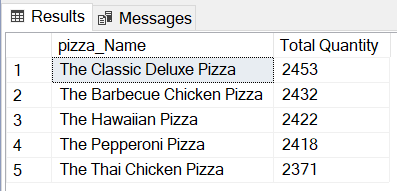 Results Messages
pizza_Name Total Quantity
1 The Classic Deluxe Pizza 2453
2 The Barbecue Chicken Pizza 2432
3 The Hawaiian Pizza 2422
4 The Pepperoni Pizza 2418
5 The Thai Chicken Pizza 2371